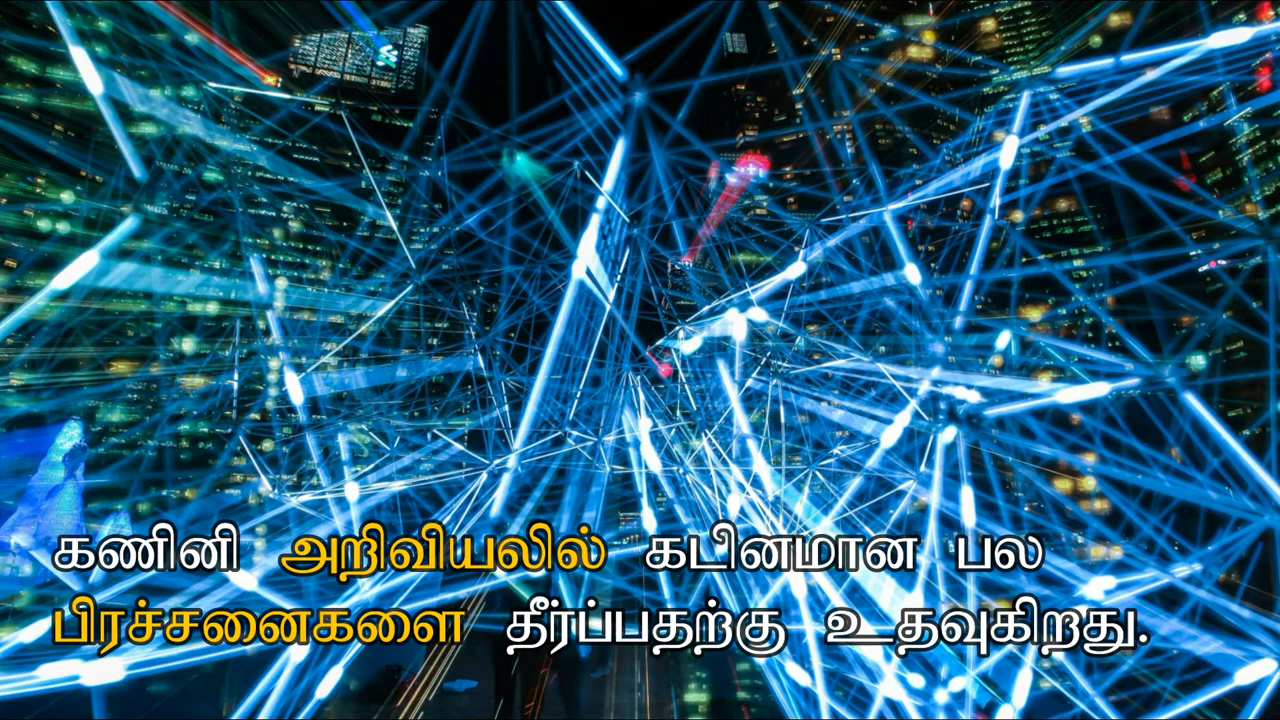 கணினி அறிவியலில் கடினமான பல
பிரச்சனைகளை தீர்ப்பதற்கு உதவுகிறது.